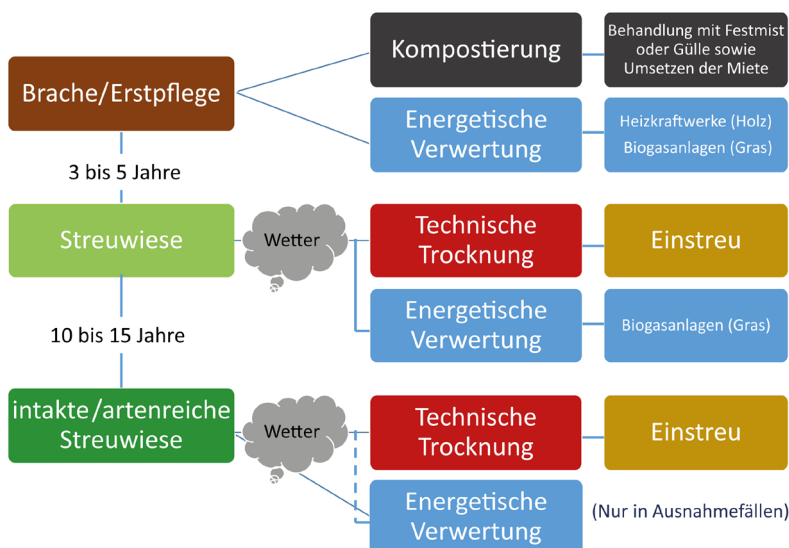 Brache/Erstpflege
Kompostierung
Behandlung mit Festmist
oder Gülle sowie
Umsetzen der Miete
Energetische
Verwertung
Heizkraftwerke (Holz)
Biogasanlagen (Gras)
3 bis 5 Jahre
Streuwiese
Wetter
Technische
Trocknung
Einstreu
Energetische
Verwertung
Biogasanlagen (Gras)
10 bis 15 Jahre
intakte/artenreiche
Streuwiese
Wetter
Technische
Trocknung
Einstreu
Energetische
Verwertung
(Nur in Ausnahmefällen)